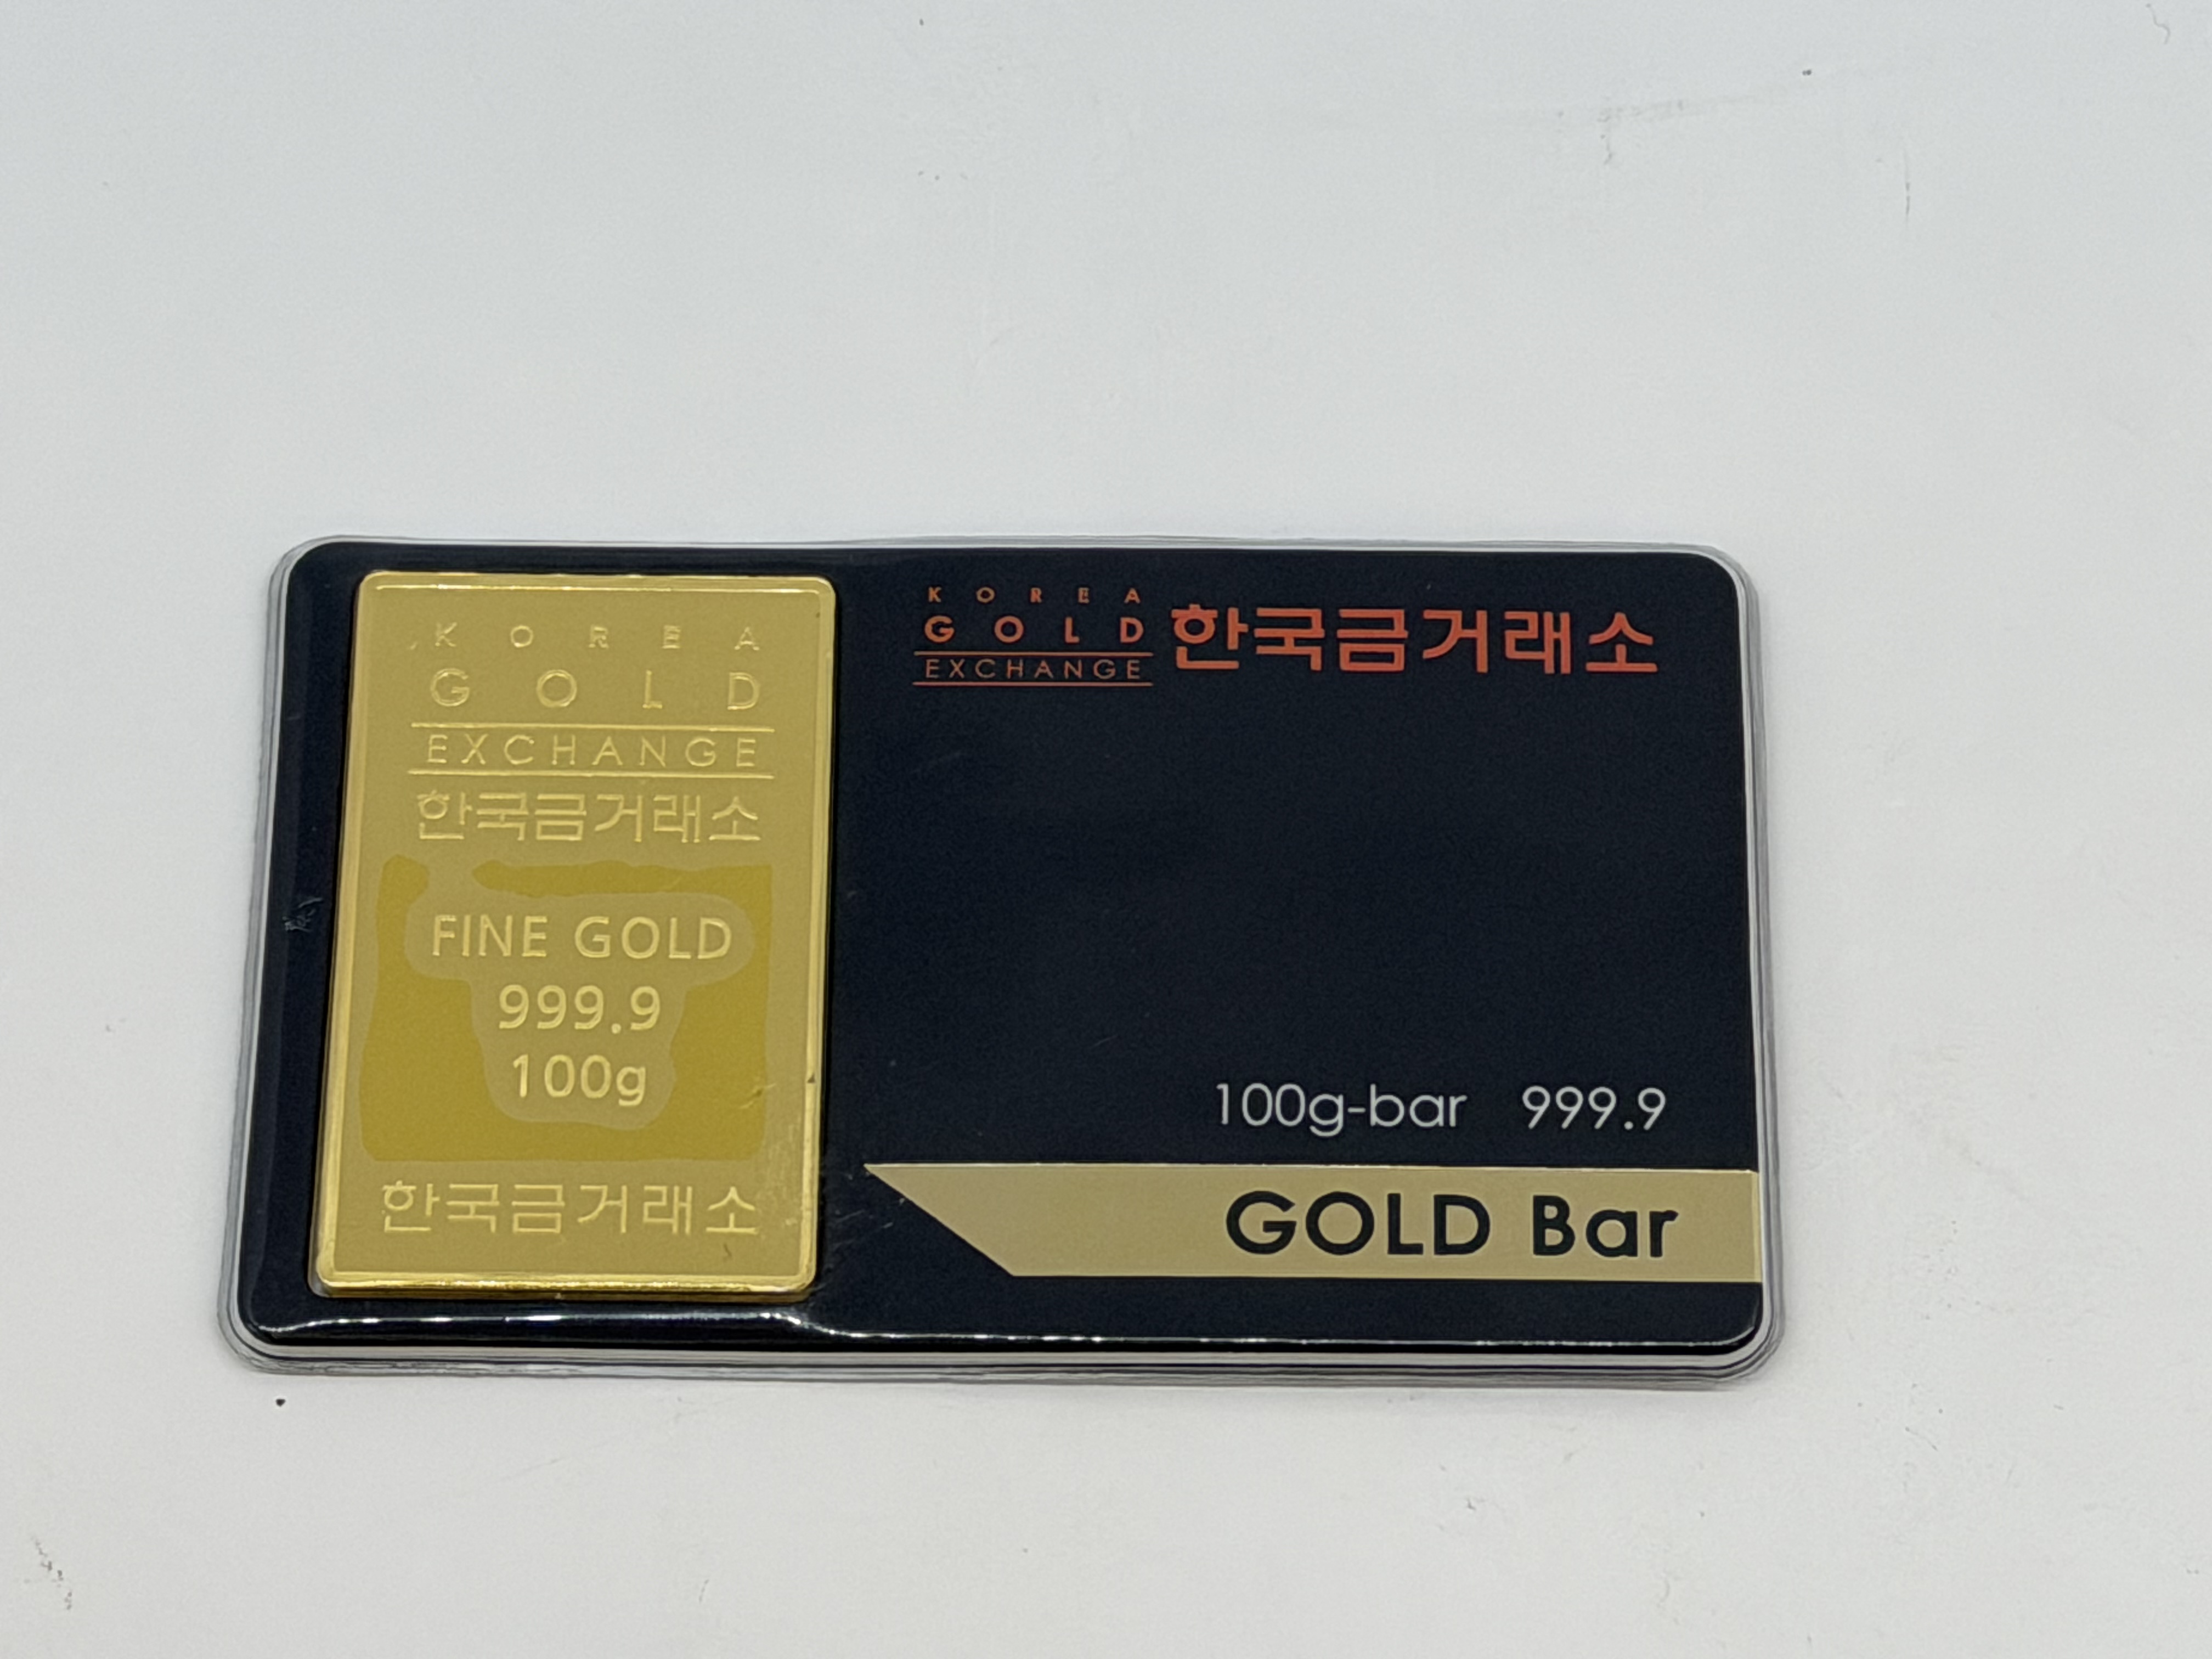 KOREA
GOLD
EXCHANGE
한국금거래소
FINE GOLD
999.9
100g
한국금거래소
KOREA
GOLD
EXCHANGE
한국금거래소
100g-bar 999.9
GOLD Bar